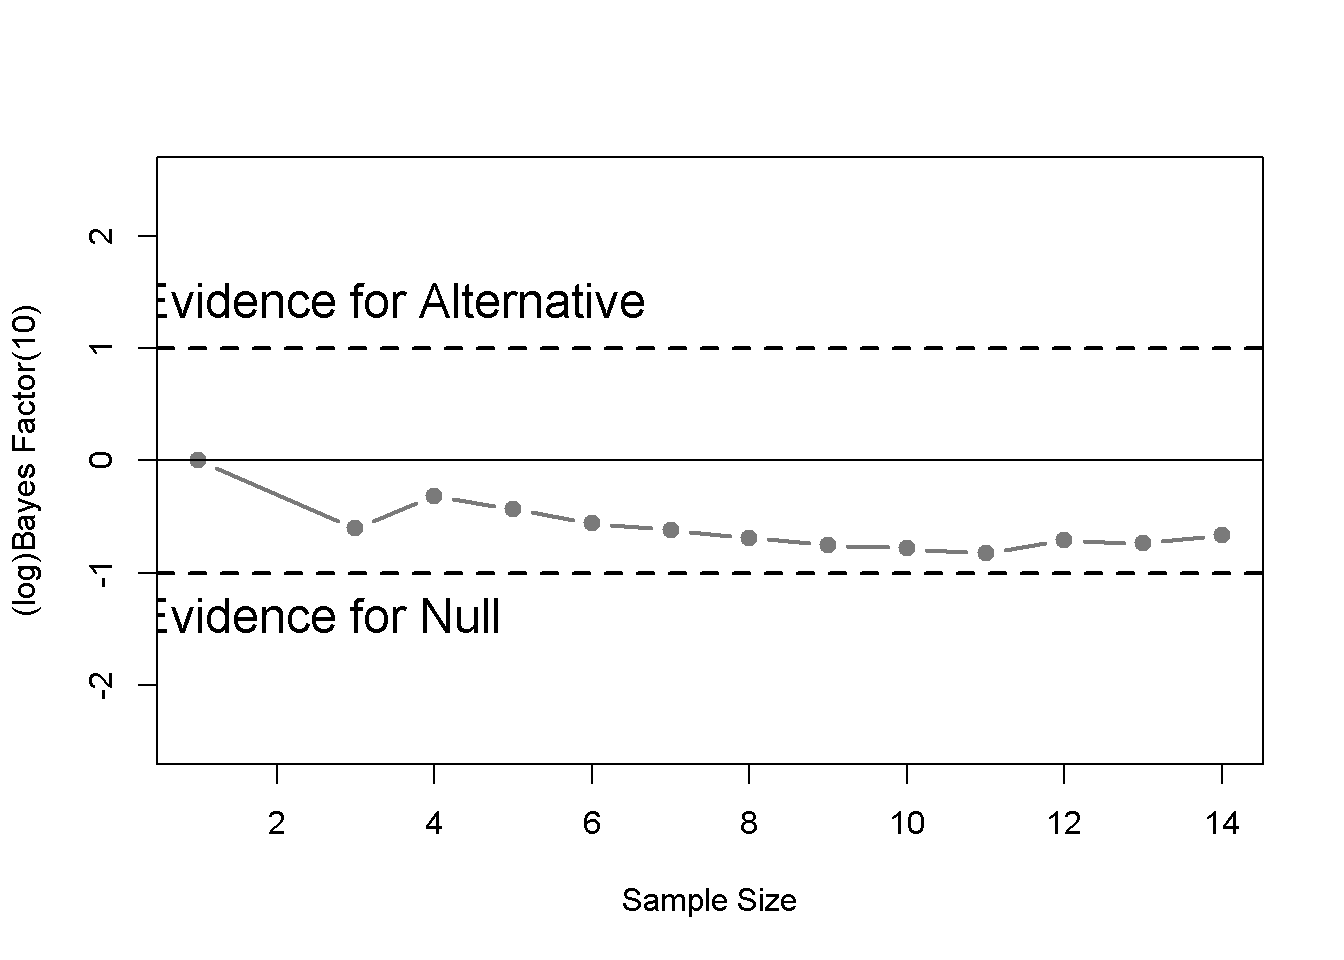 2
Evidence for Alternative
1
(log)Bayes Factor(10)
0
-1
Evidence for Null
-2
2 4 6 8 10 12 14
Sample Size